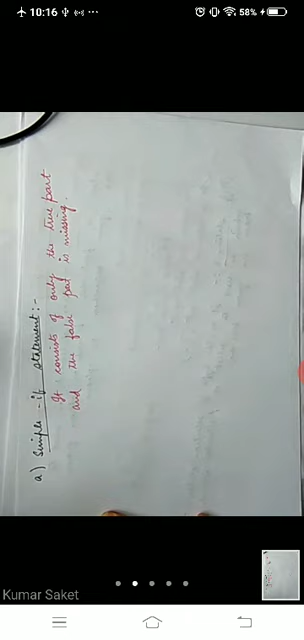 10:16
58%
a) Simple - if statement :-
It consists of only the true part
and the false part is missing.
Kumar Saket